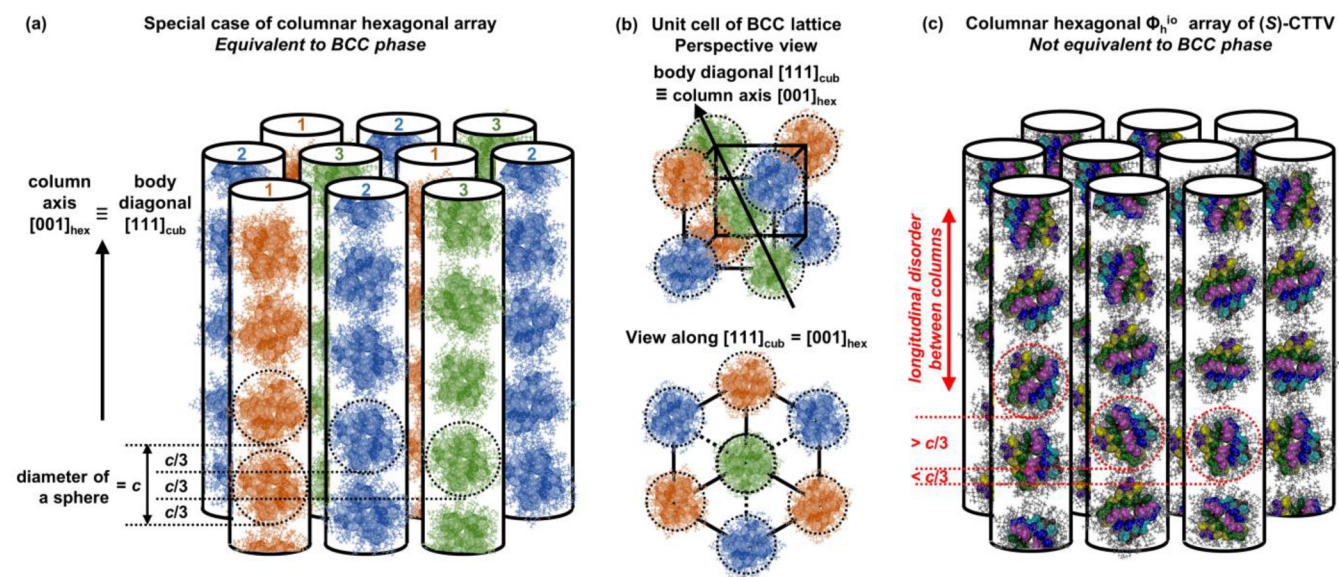 (a) Special case of columnar hexagonal array
Equivalent to BCC phase
1 2 3
2 3 1 2
1 2 3
column axis [001]hex ≡ body diagonal [111]cub
diameter of a sphere = c
c/3
c/3
c/3
(b) Unit cell of BCC lattice
Perspective view
body diagonal [111]cub
≡ column axis [001]hex
View along [111]cub = [001]hex
(c) Columnar hexagonal Φh^io array of (S)-CTTV
Not equivalent to BCC phase
longitudinal disorder
between columns
> c/3
< c/3